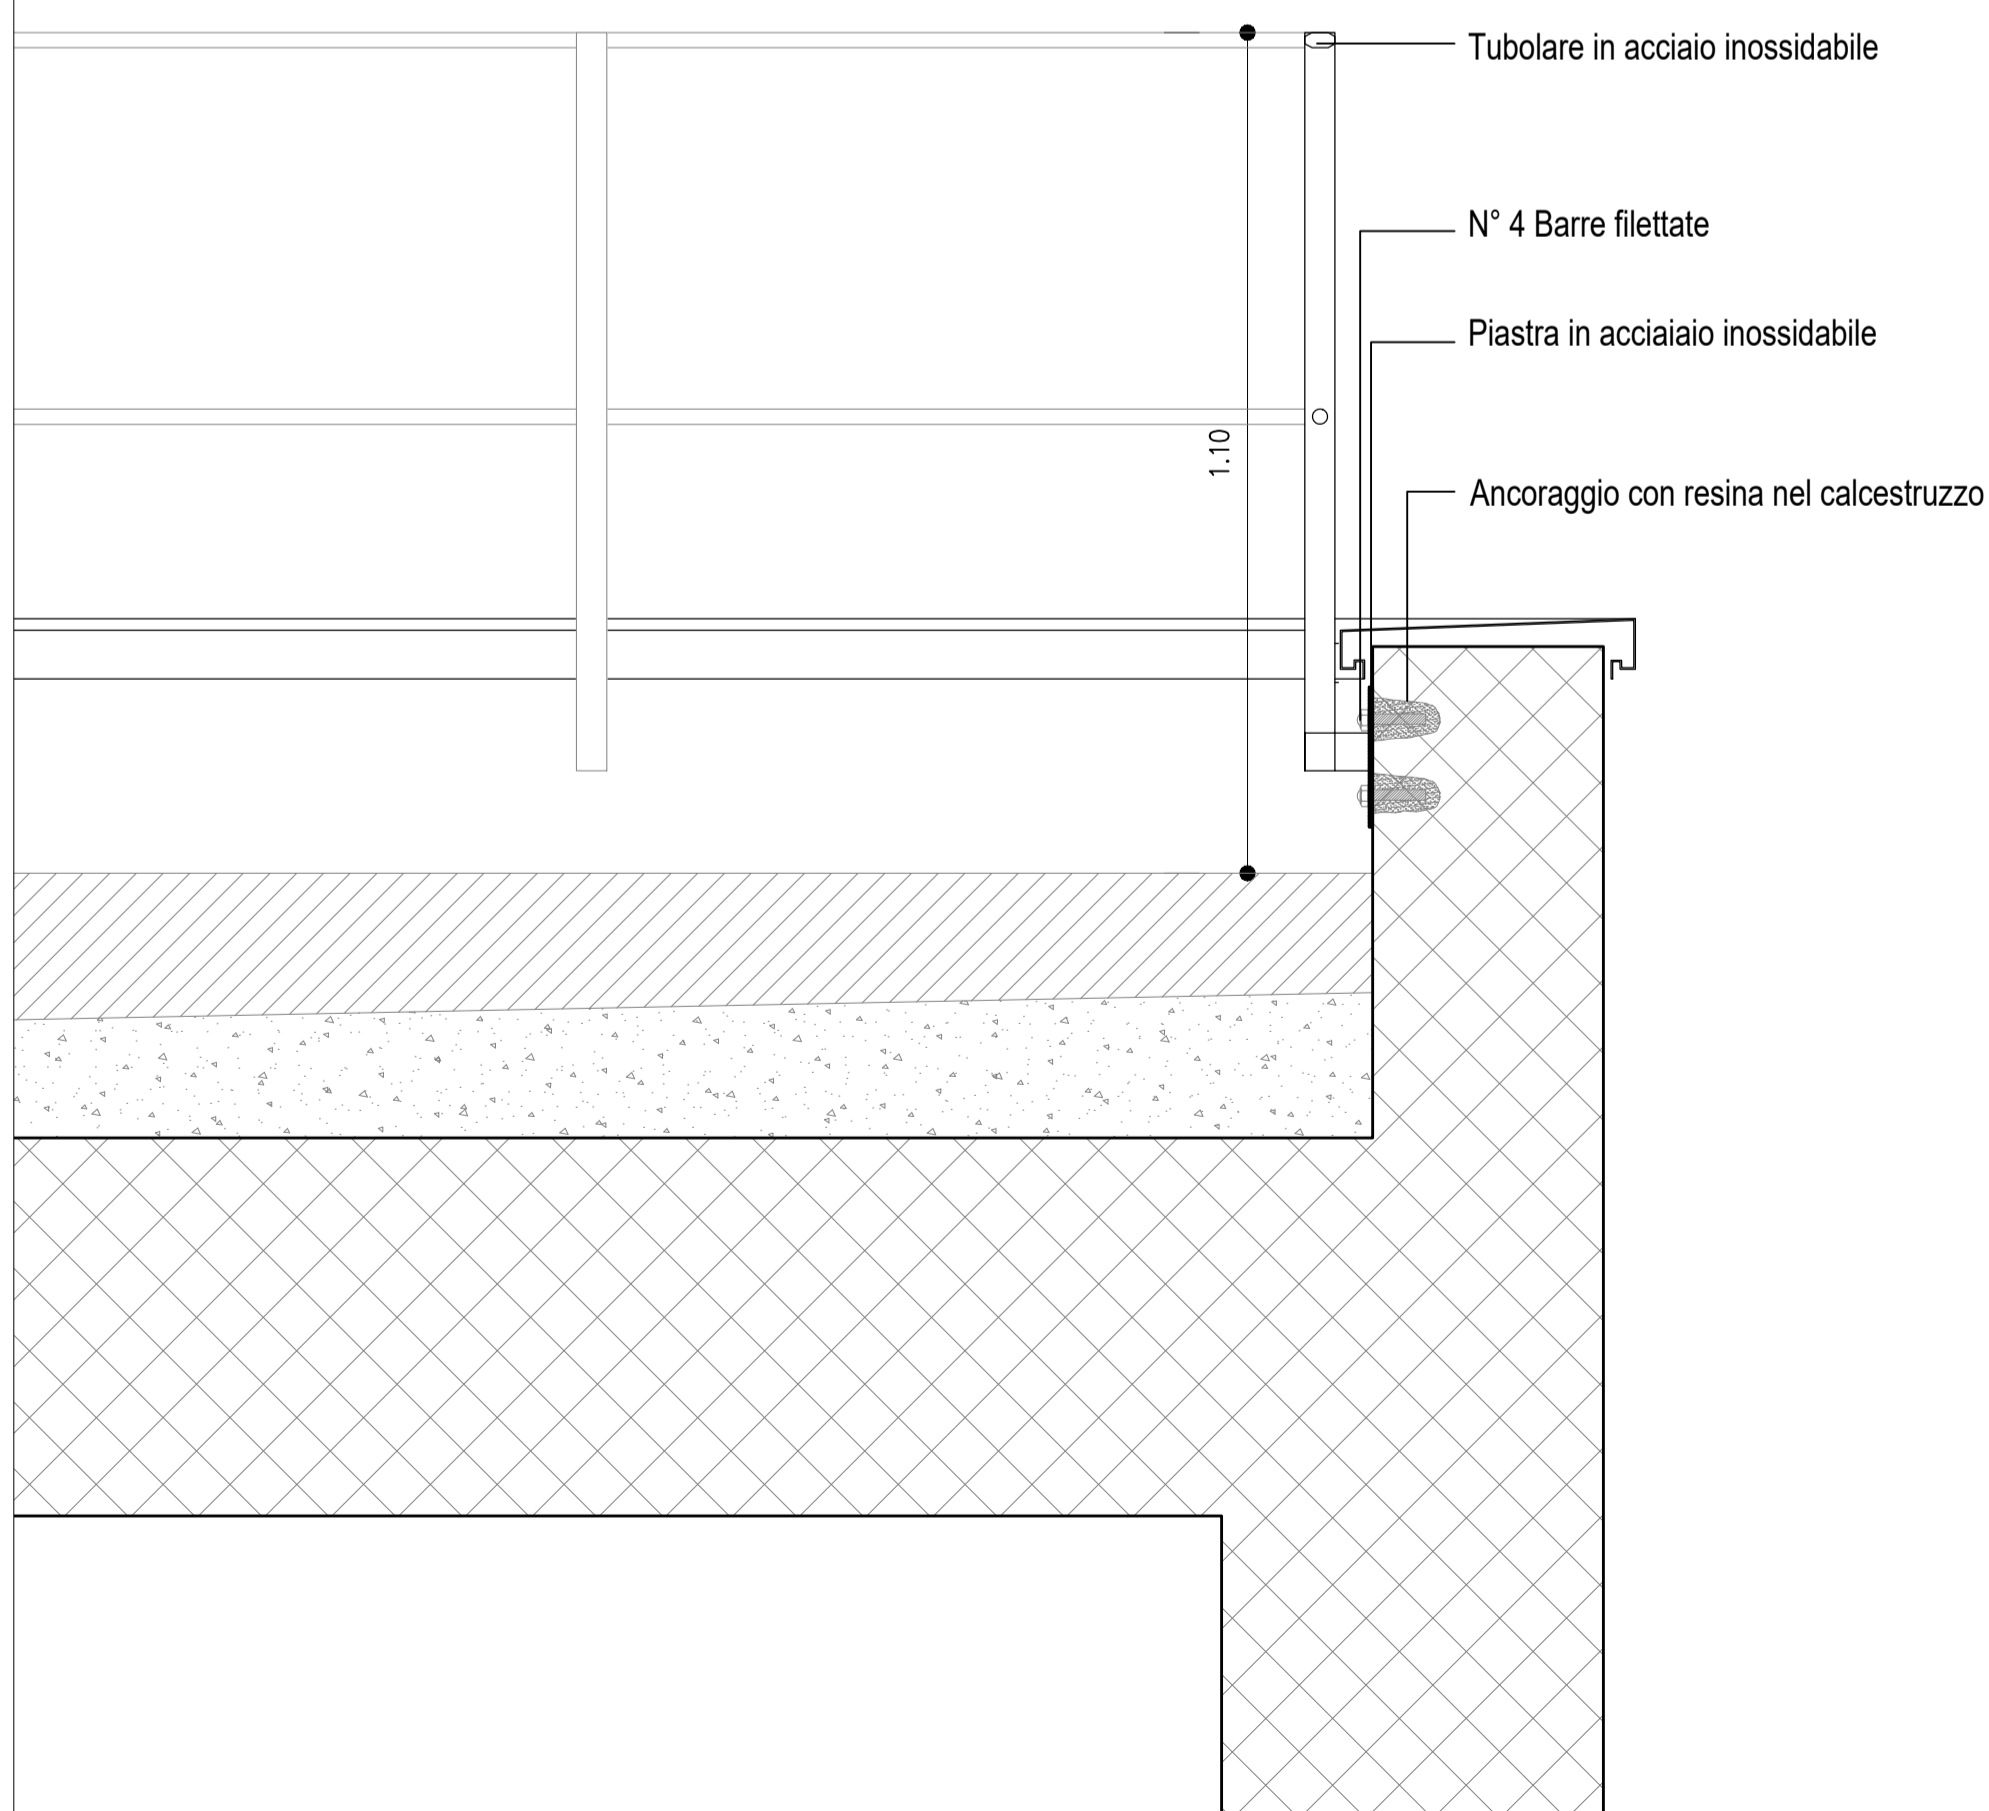 Tubolare in acciaio inossidabile
N° 4 Barre filettate
Piastra in acciaiaio inossidabile
1.10
Ancoraggio con resina nel calcestruzzo